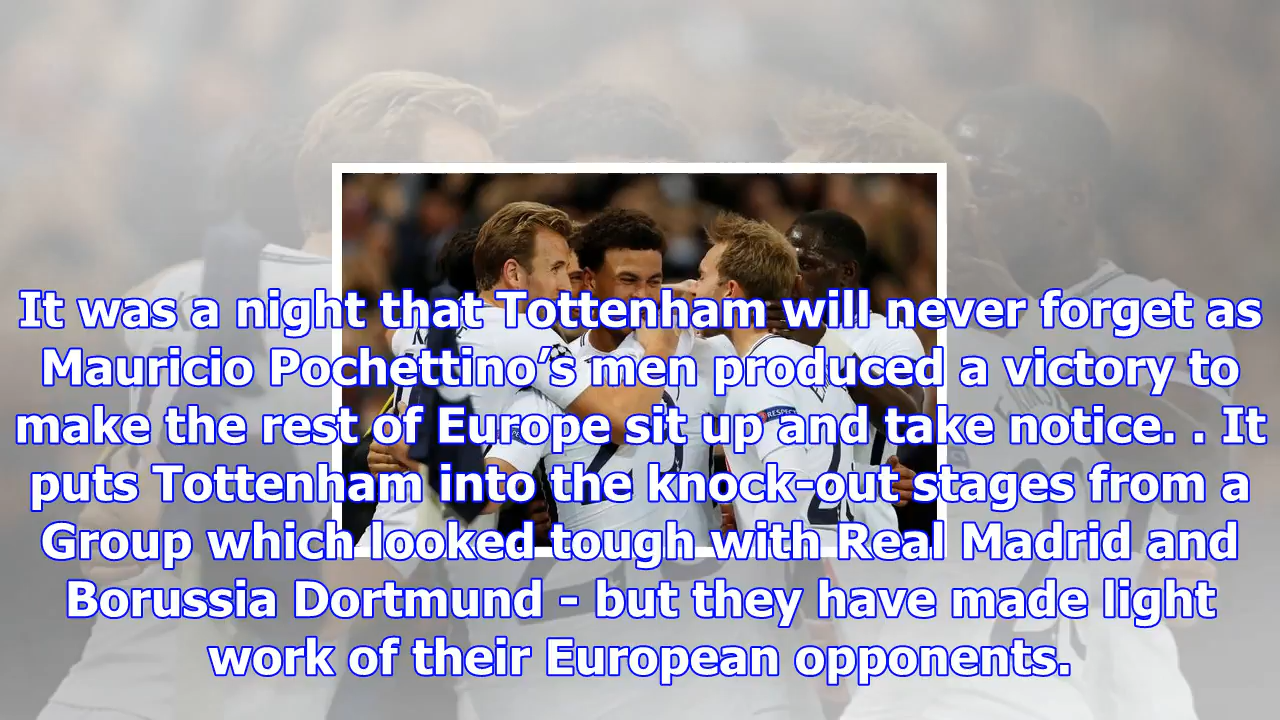 It was a night that Tottenham will never forget as
Mauricio Pochettino’s men produced a victory to
make the rest of Europe sit up and take notice. . It
puts Tottenham into the knock-out stages from a
Group which looked tough with Real Madrid and
Borussia Dortmund - but they have made light
work of their European opponents.
RESPECT